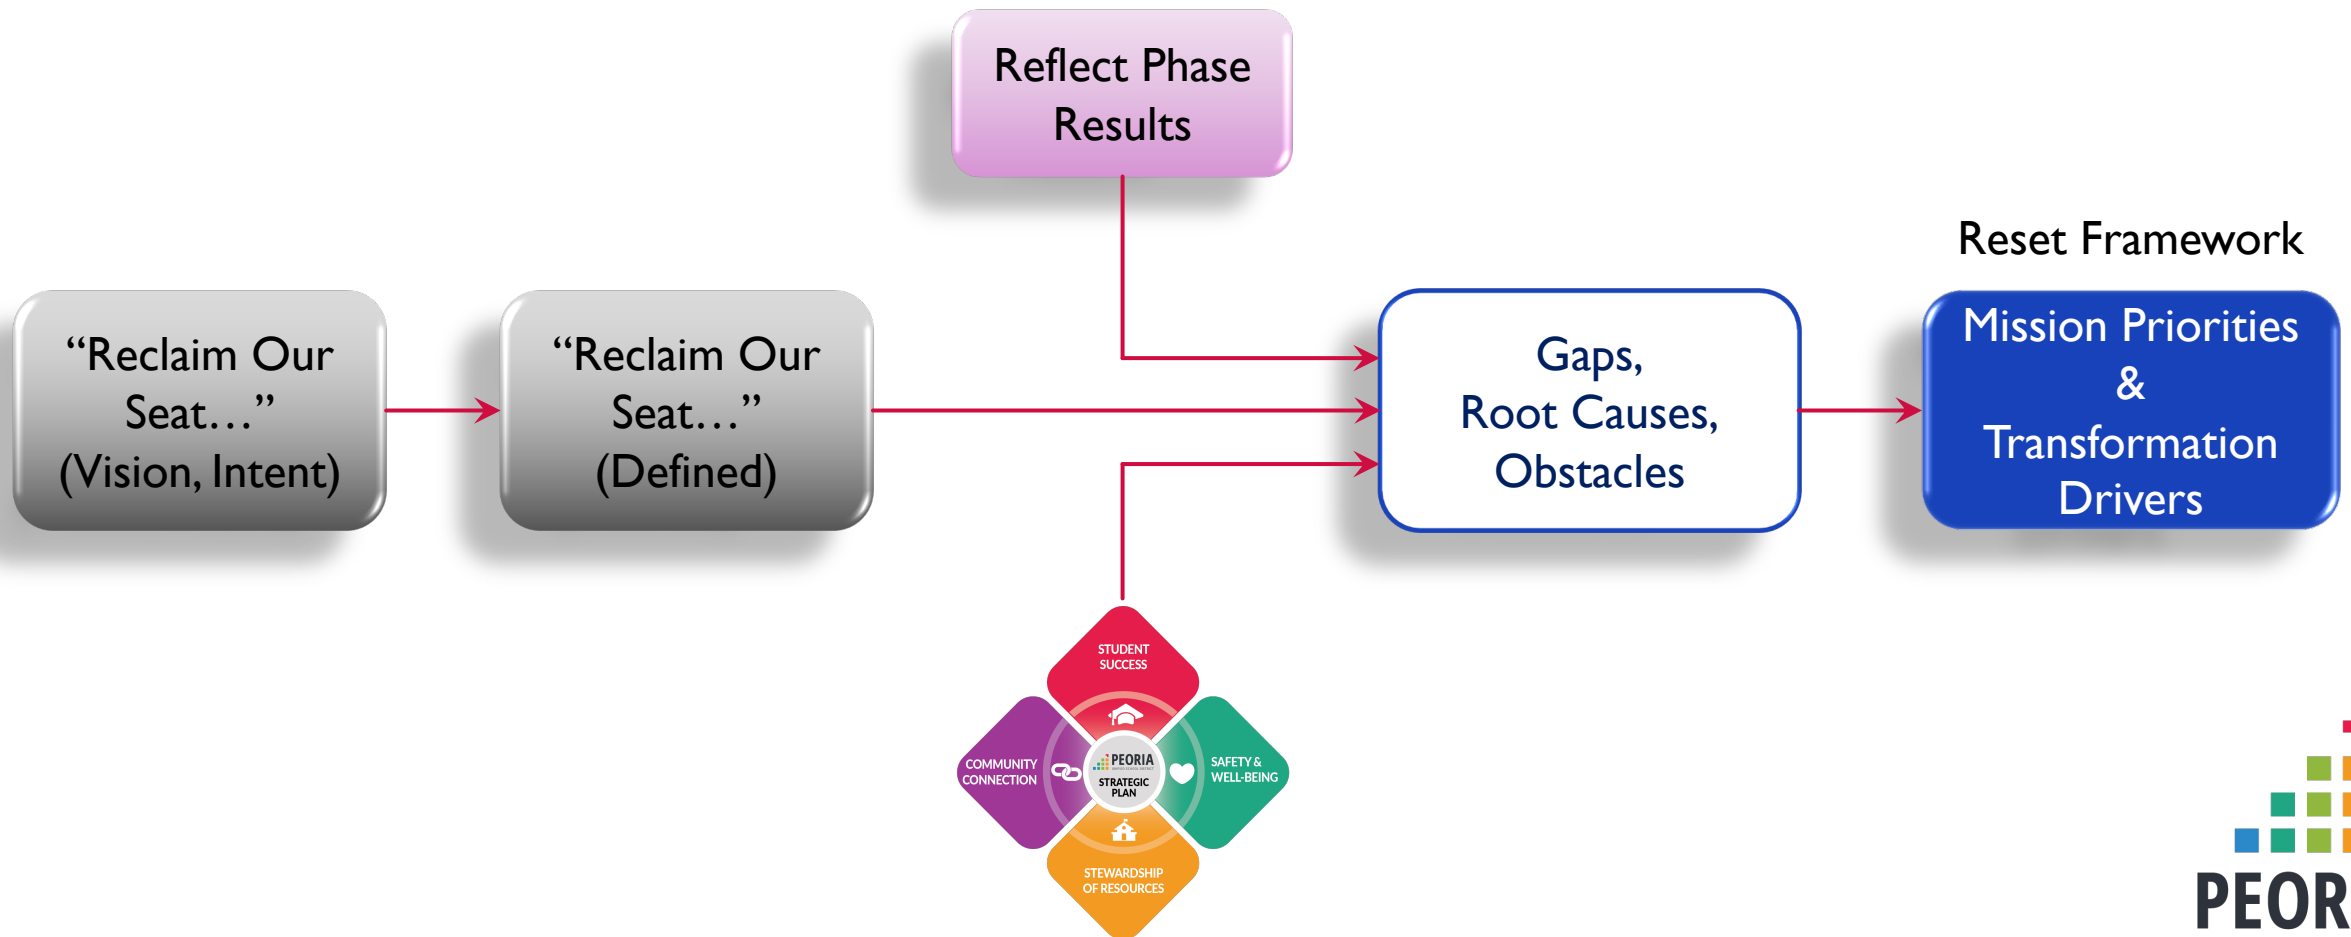 Reflect Phase
Results
Reset Framework
“Reclaim Our
Seat…”
(Vision, Intent)
“Reclaim Our
Seat…”
(Defined)
Gaps,
Root Causes,
Obstacles
Mission Priorities
&
Transformation
Drivers
STUDENT
SUCCESS
COMMUNITY
CONNECTION
PEORIA
STRATEGIC
PLAN
SAFETY &
WELL-BEING
STEWARDSHIP
OF RESOURCES
PEOR